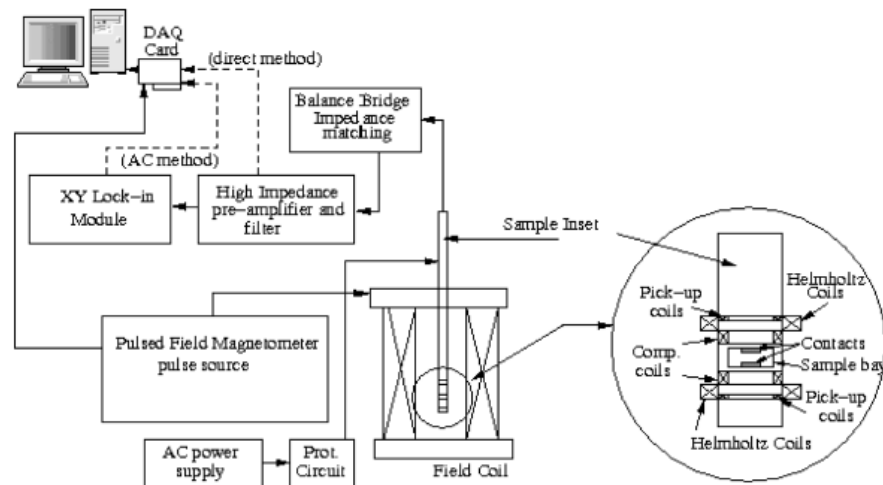 DAQ
Card
(direct method)
Balance Bridge
Impedance
matching
(AC method)
XY Lock-in
Module
High Impedance
pre-amplifier and
filter
Sample Inset
Pulsed Field Magnetometer
pulse source
AC power
supply
Prot.
Circuit
Field Coil
Pick-up
coils
Helmholtz
Coils
Comp.
coils
Contacts
Sample bay
Pick-up
coils
Helmholtz Coils